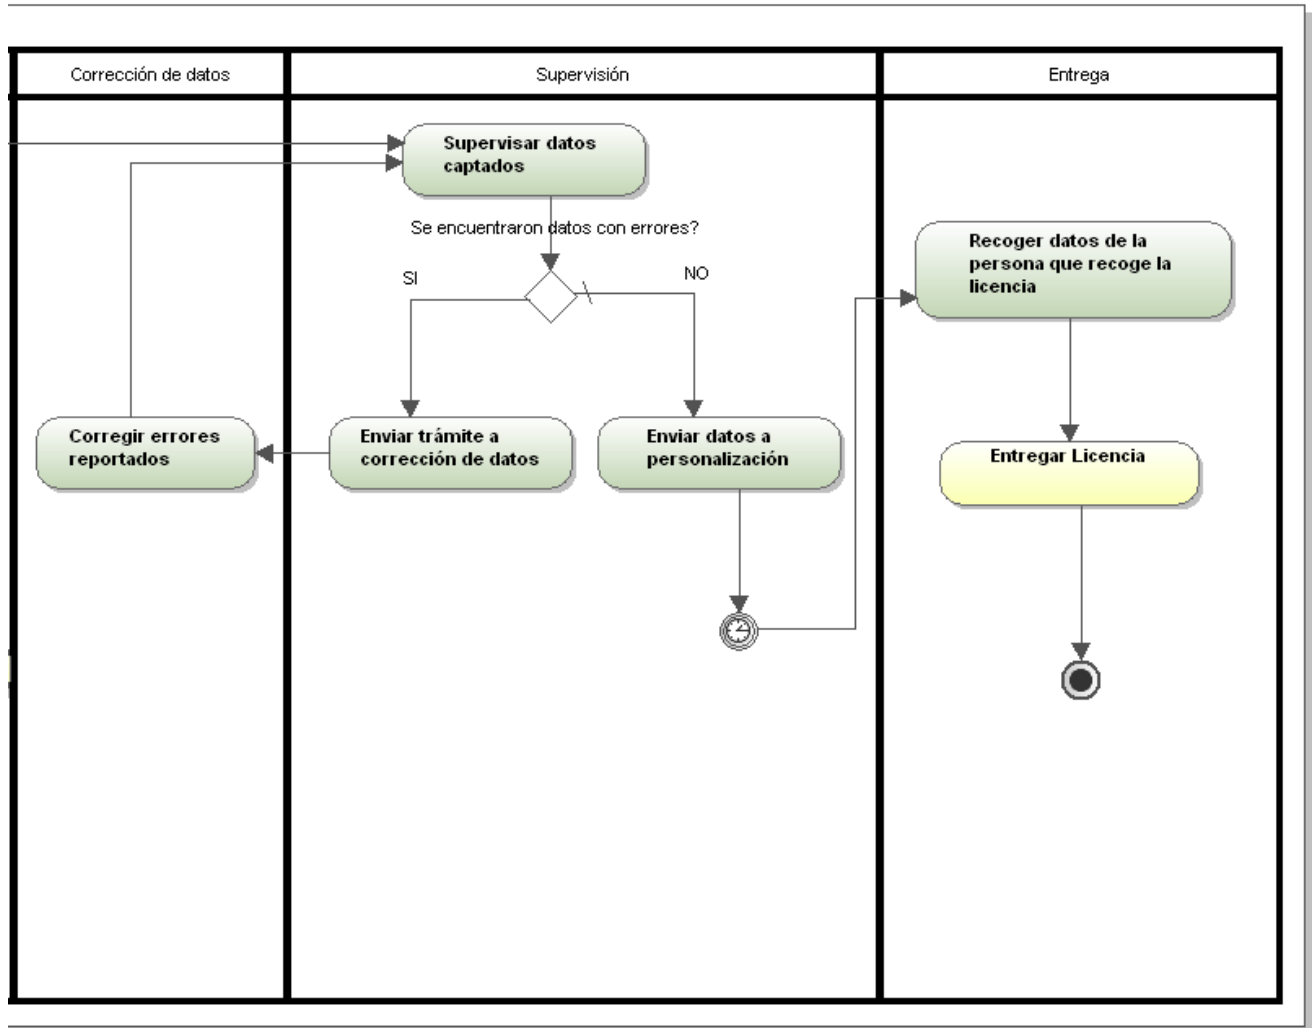 Corrección de datos
Supervisión
Entrega
Supervisar datos
captados
Se encuentraron datos con errores?
SI
NO
Recoger datos de la
persona que recoge la
licencia
Corregir errores
reportados
Enviar trámite a
corrección de datos
Enviar datos a
personalización
Entregar Licencia